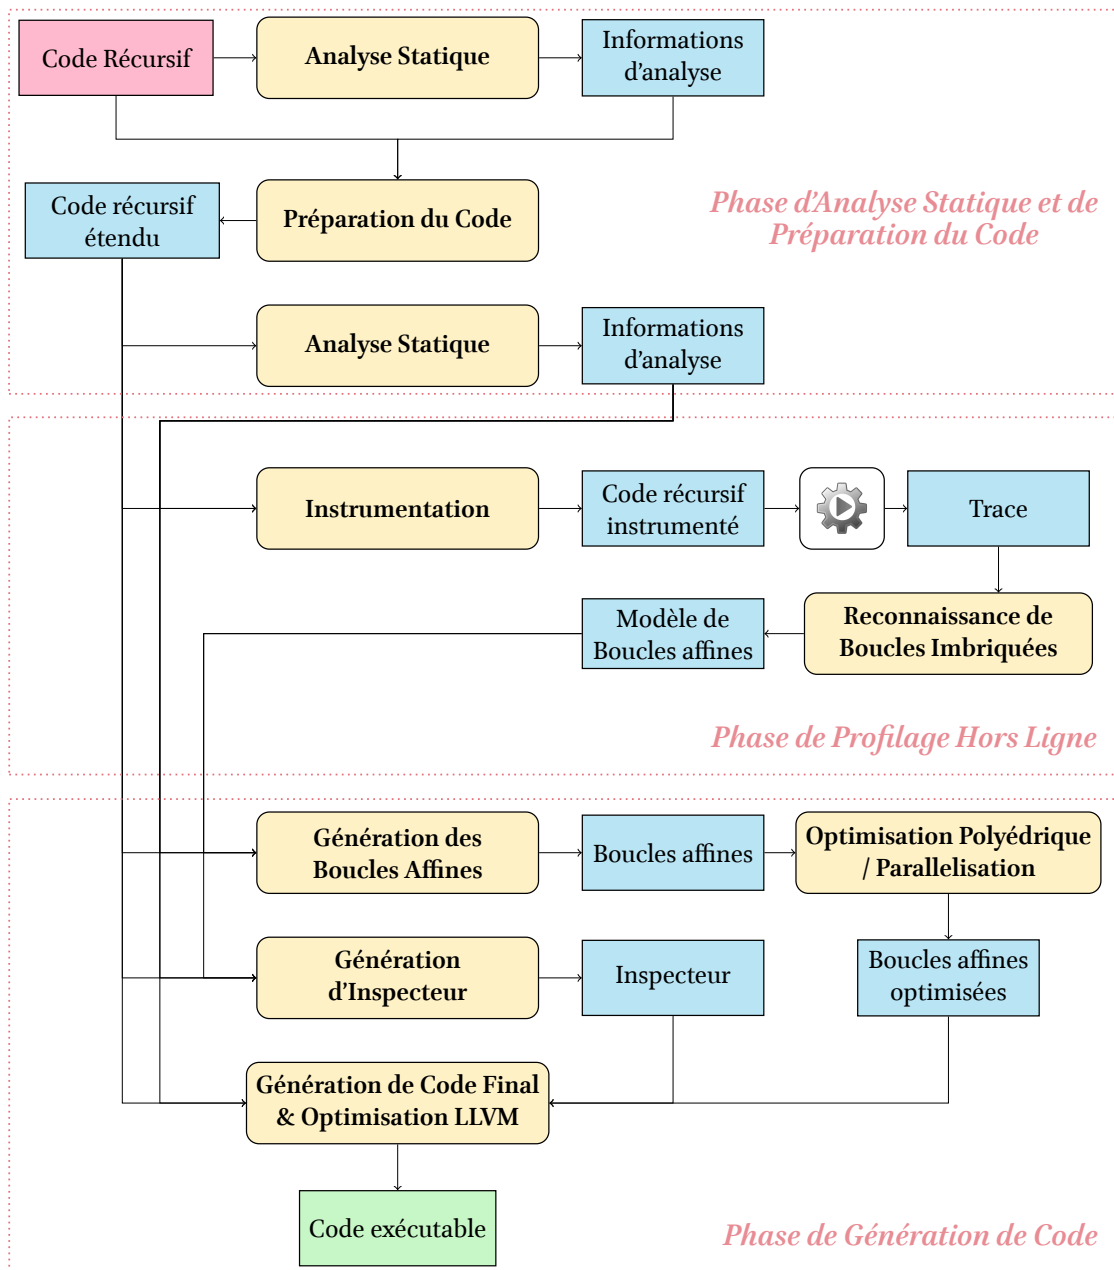 Code Récursif
Analyse Statique
Informations
d'analyse
Code récursif
étendu
Préparation du Code
Phase d'Analyse Statique et de
Préparation du Code
Analyse Statique
Informations
d'analyse
Instrumentation
Code récursif
instrumenté
Trace
Modèle de
Boucles affines
Reconnaissance de
Boucles Imbriquées
Phase de Profilage Hors Ligne
Génération des
Boucles Affines
Boucles affines
Optimisation Polyédrique
/ Parallelisation
Génération
d'Inspecteur
Inspecteur
Boucles affines
optimisées
Génération de Code Final
& Optimisation LLVM
Code exécutable
Phase de Génération de Code